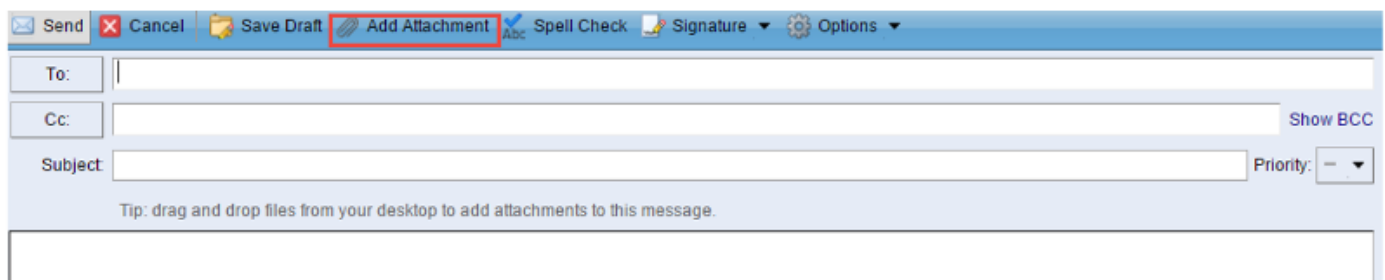 Send Cancel Save Draft Add Attachment Abc Spell Check Signature Options
To:
Cc: Show BCC
Subject: Priority:
Tip: drag and drop files from your desktop to add attachments to this message.